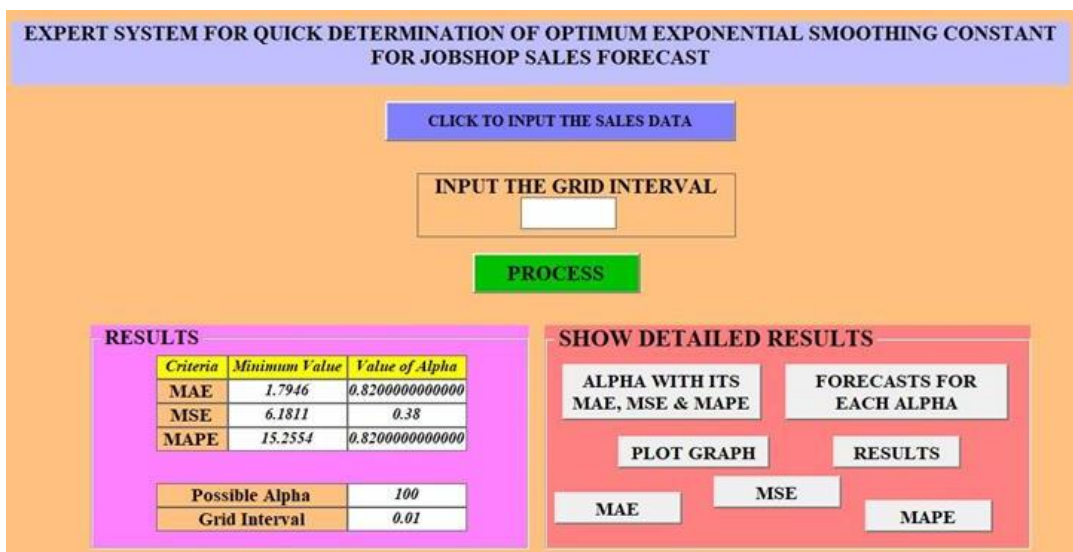 EXPERT SYSTEM FOR QUICK DETERMINATION OF OPTIMUM EXPONENTIAL SMOOTHING CONSTANT
FOR JOBSHOP SALES FORECAST
CLICK TO INPUT THE SALES DATA
INPUT THE GRID INTERVAL
PROCESS
RESULTS
Criteria Minimum Value Value of Alpha
MAE 1.7946 0.8200000000000
MSE 6.1811 0.38
MAPE 15.2554 0.8200000000000
Possible Alpha 100
Grid Interval 0.01
SHOW DETAILED RESULTS
ALPHA WITH ITS
MAE, MSE & MAPE
FORECASTS FOR
EACH ALPHA
PLOT GRAPH
RESULTS
MAE
MSE
MAPE